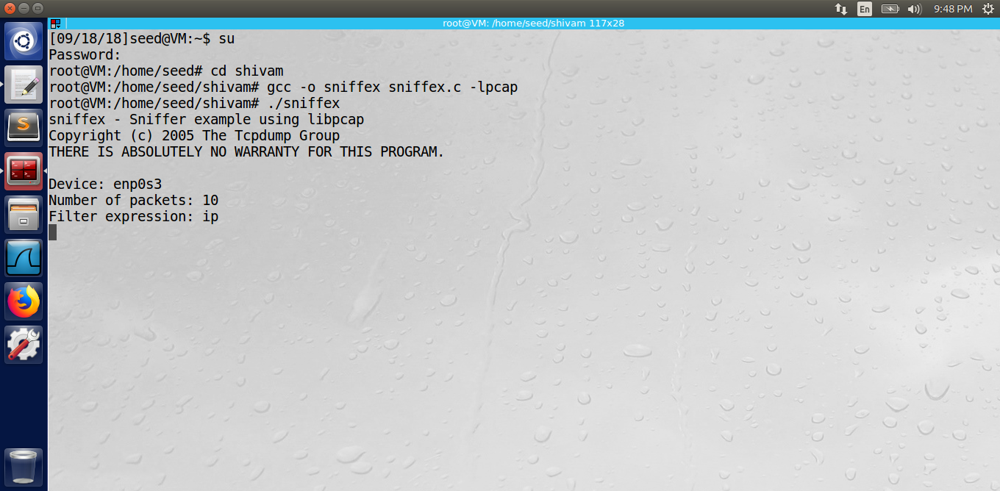 En
9:48 PM
root@VM: /home/seed/shivam 117x28
[09/18/18]seed@VM:~$ su
Password:
root@VM:/home/seed# cd shivam
root@VM:/home/seed/shivam# gcc -o sniffex sniffex.c -lpcap
root@VM:/home/seed/shivam# ./sniffex
sniffex - Sniffer example using libpcap
Copyright (c) 2005 The Tcpdump Group
THERE IS ABSOLUTELY NO WARRANTY FOR THIS PROGRAM.

Device: enp0s3
Number of packets: 10
Filter expression: ip